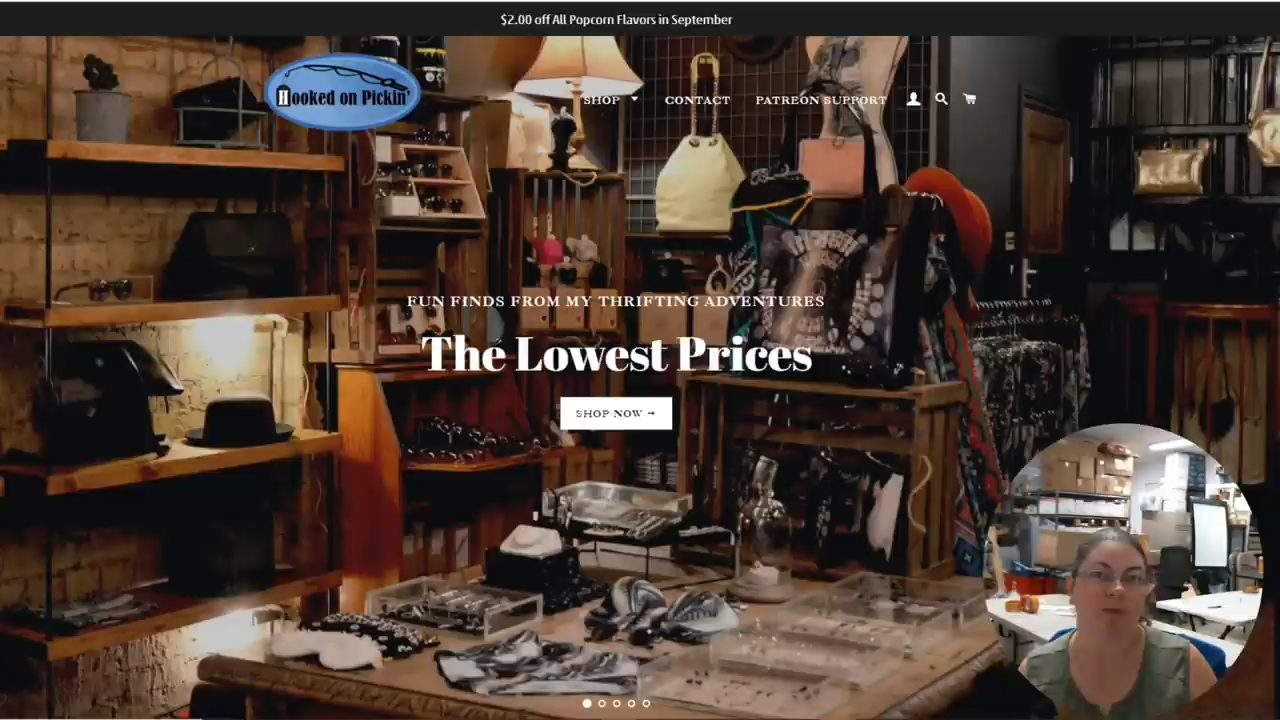 $2.00 off All Popcorn Flavors in September
Hooked on Pickin'
SHOP
CONTACT
PATREON SUPPORT
FUN FINDS FROM MY THRIFTING ADVENTURES
The Lowest Prices
SHOP NOW →